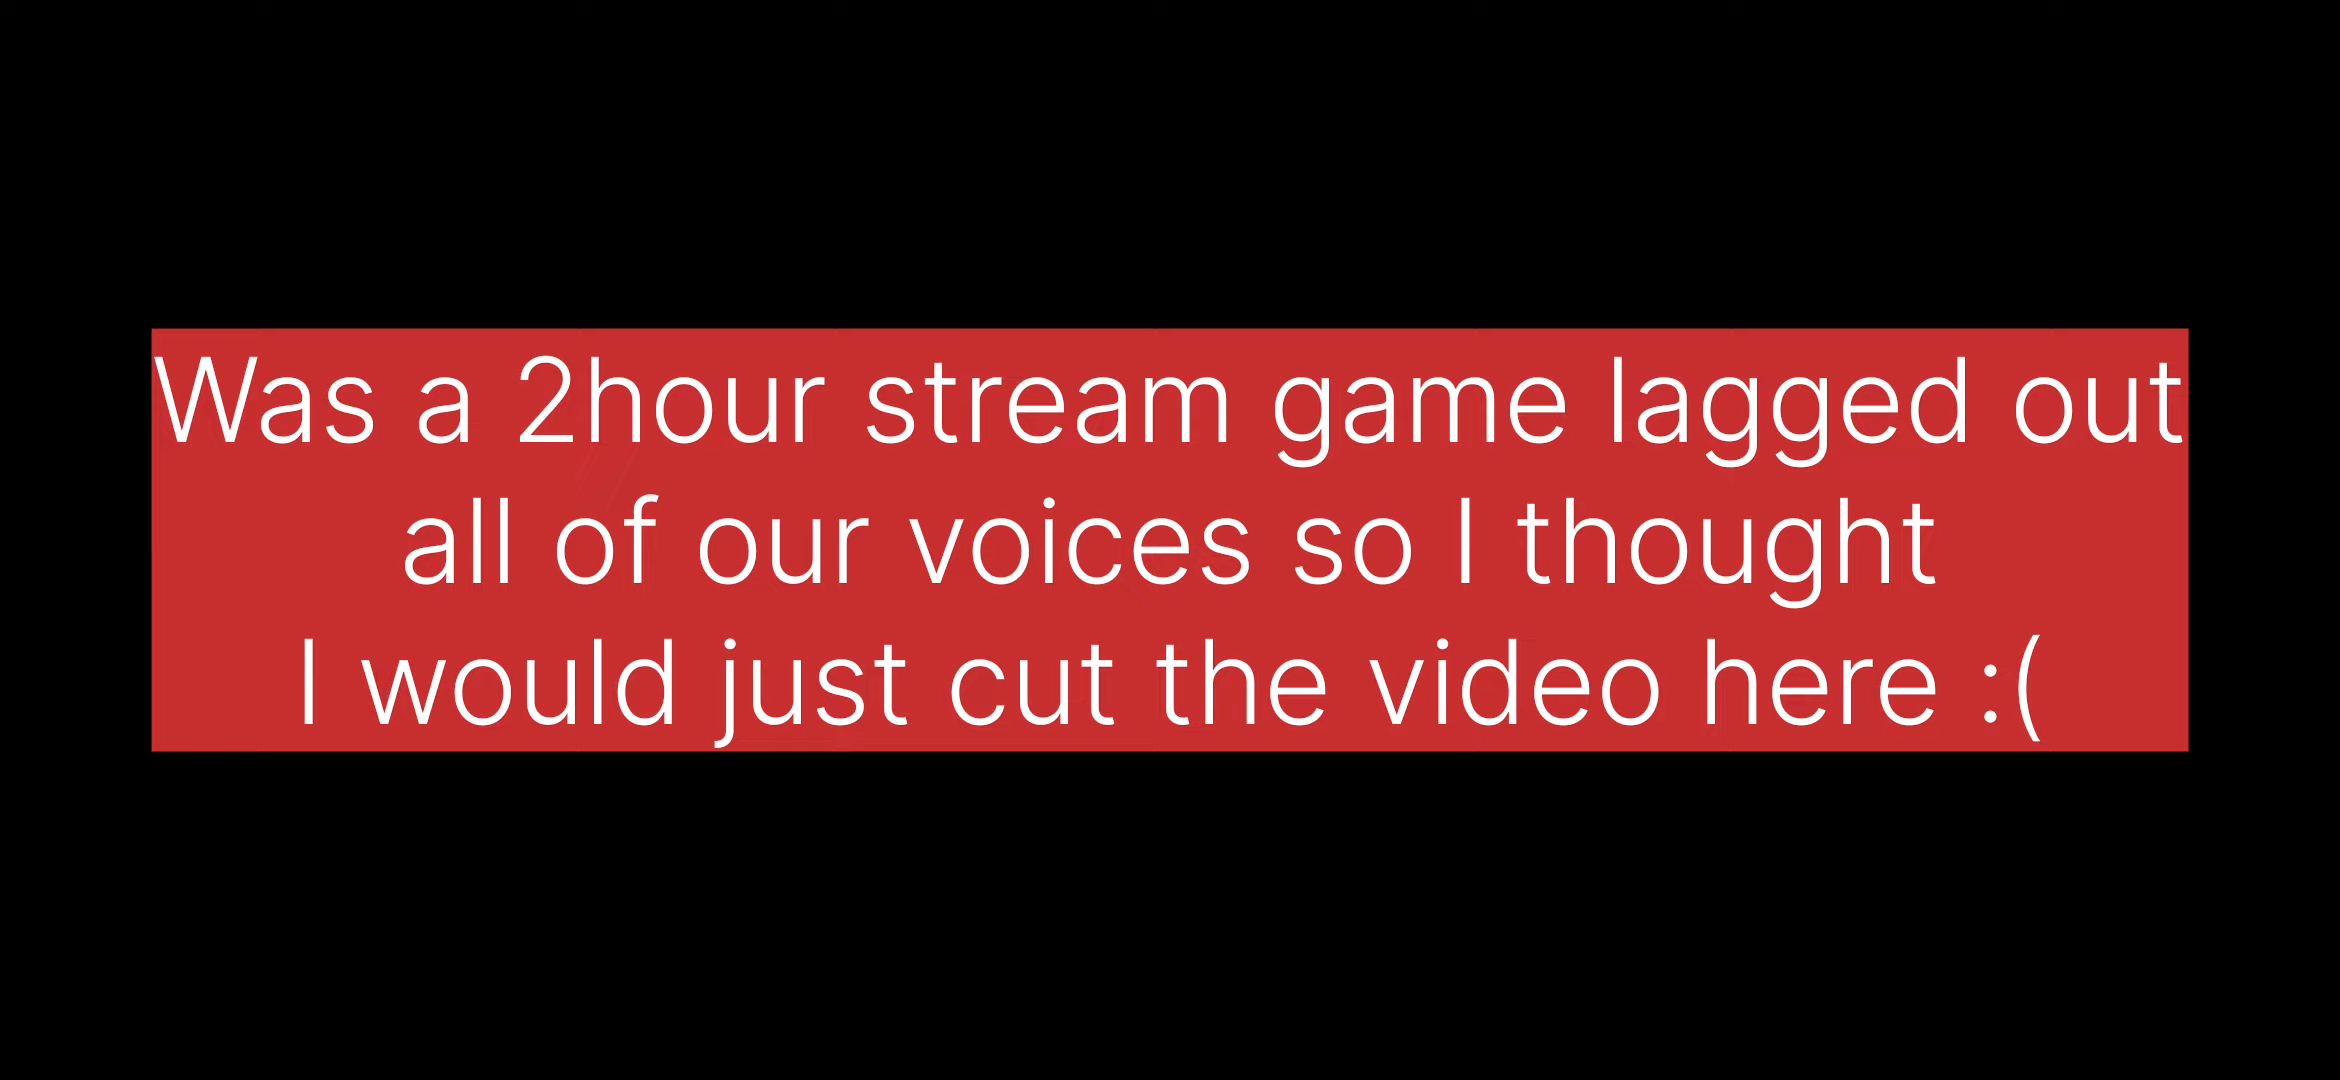 Was a 2hour stream game lagged out
all of our voices so I thought
I would just cut the video here :(